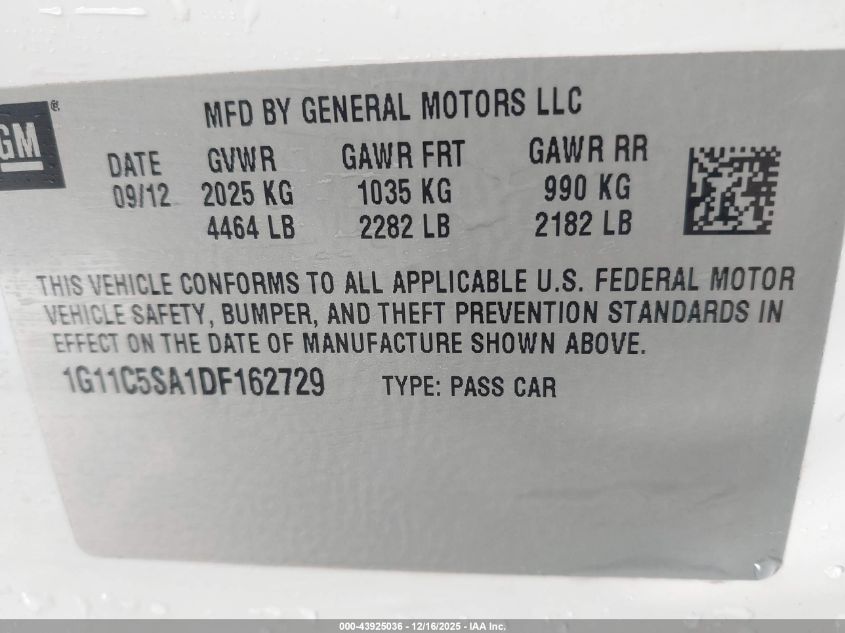 GM ®
MFD BY GENERAL MOTORS LLC
DATE GVWR GAWR FRT GAWR RR
09/12 2025 KG 1035 KG 990 KG
4464 LB 2282 LB 2182 LB
THIS VEHICLE CONFORMS TO ALL APPLICABLE U.S. FEDERAL MOTOR
VEHICLE SAFETY, BUMPER, AND THEFT PREVENTION STANDARDS IN
EFFECT ON THE DATE OF MANUFACTURE SHOWN ABOVE.
1G11C5SA1DF162729 TYPE: PASS CAR
000-43925036 - 12/16/2025 - IAA Inc.